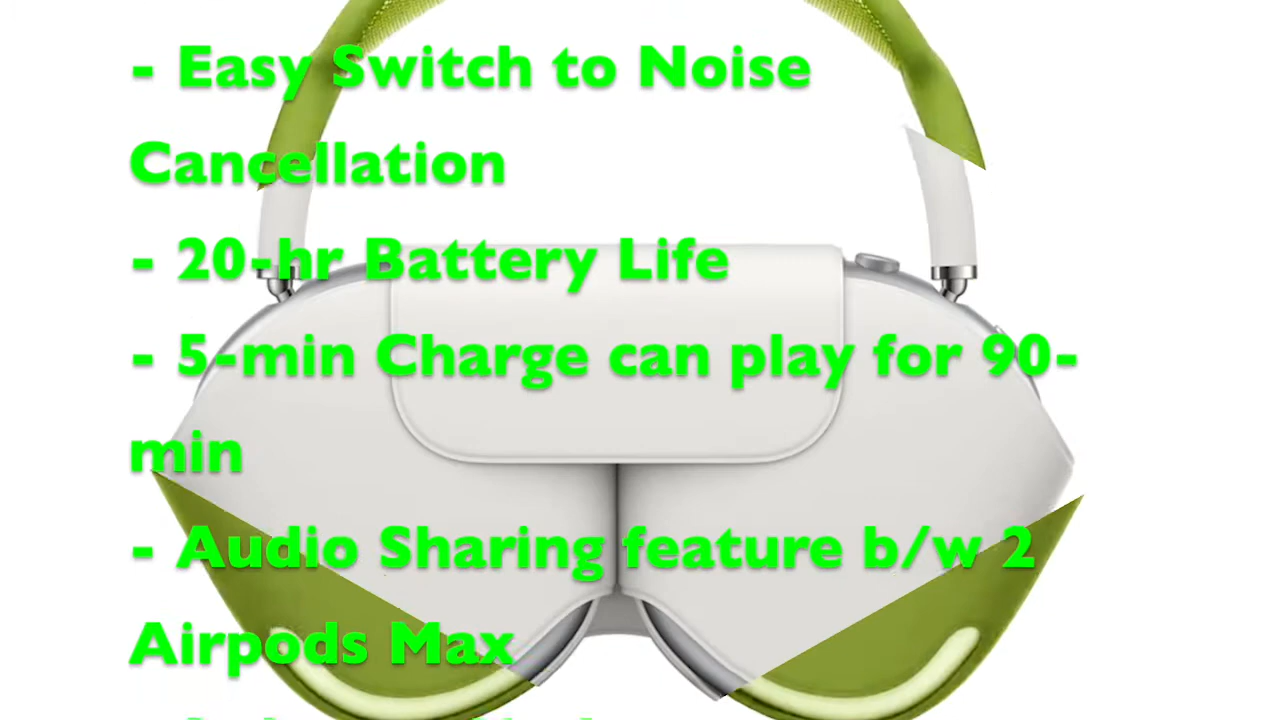 - Easy Switch to Noise
Cancellation
- 20-hr Battery Life
- 5-min Charge can play for 90-
min
- Audio Sharing feature b/w 2
Airpods Max